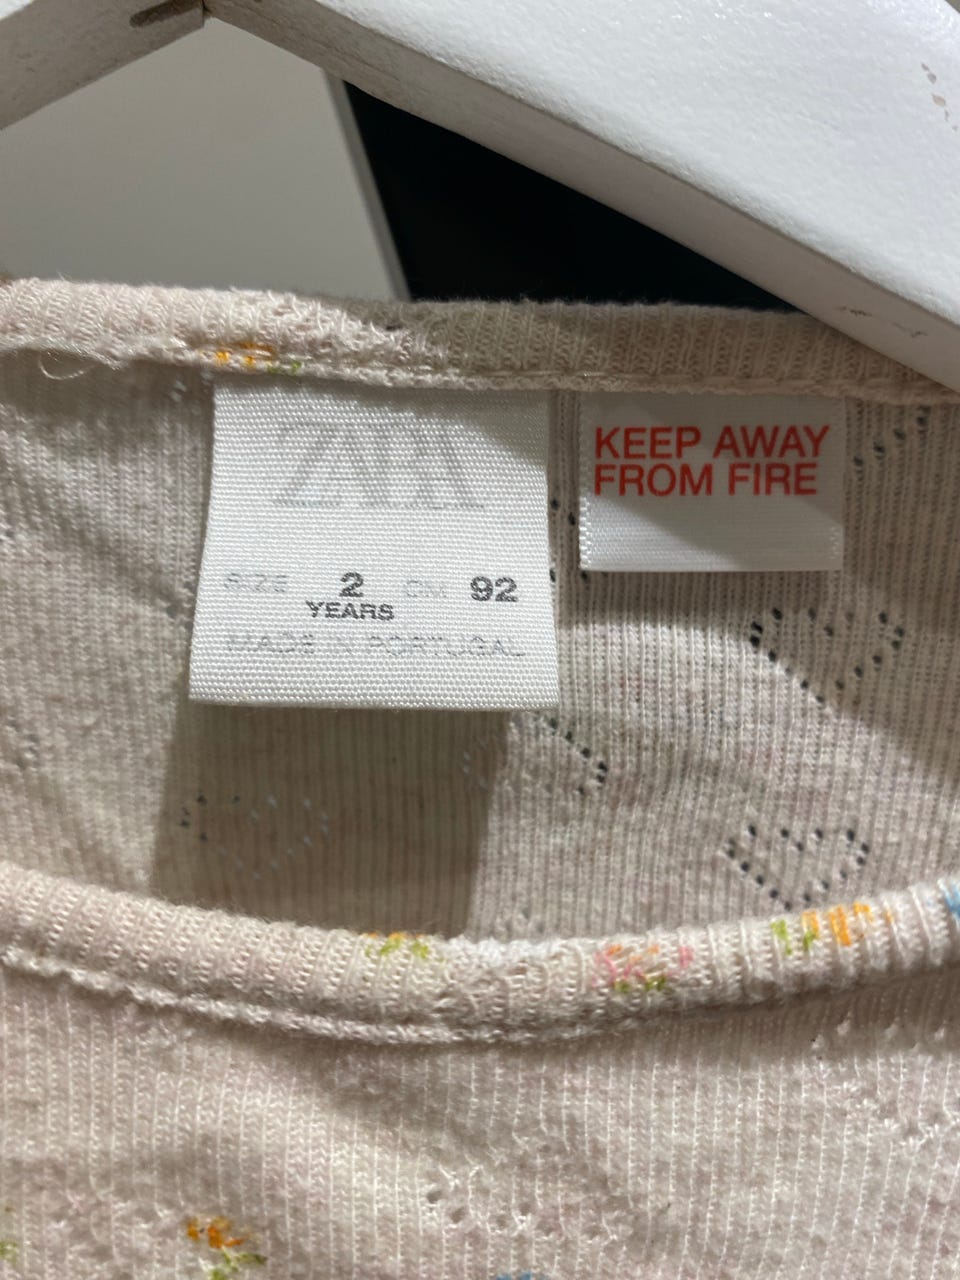 ZARA
SIZE 2 CM 92
YEARS
MADE IN PORTUGAL
KEEP AWAY
FROM FIRE